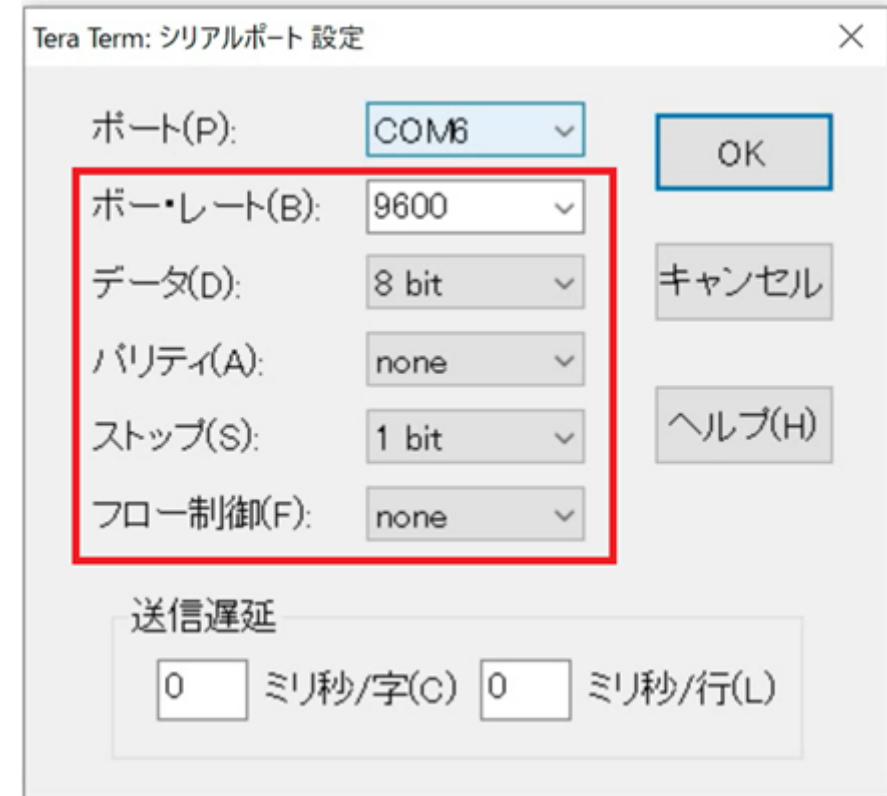 Tera Term: シリアルポート 設定
ポート(P): COM6
OK
ボー・レート(B): 9600
データ(D): 8 bit
キャンセル
パリティ(A): none
ストップ(S): 1 bit
ヘルプ(H)
フロー制御(F): none
送信遅延
0 ミリ秒/字(C) 0 ミリ秒/行(L)